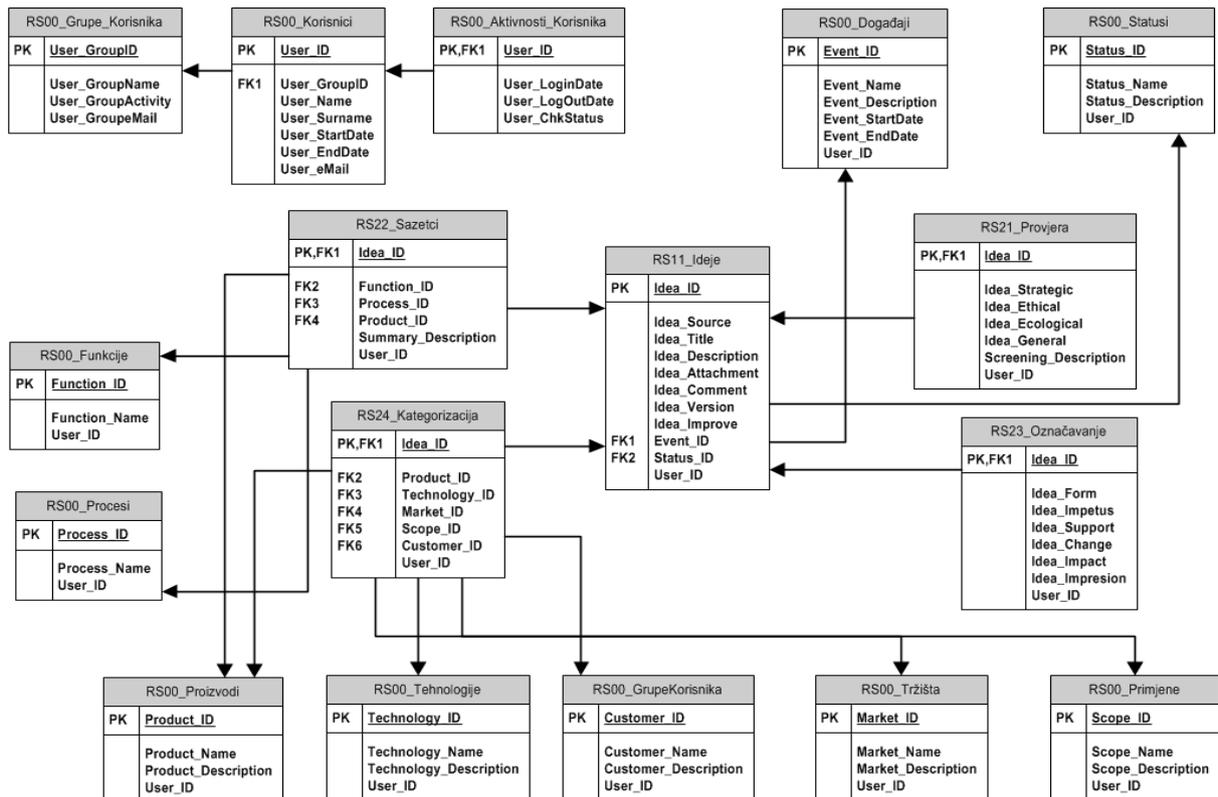 RS00_Grupe_Korisnika
PK User_GroupID
User_GroupName
User_GroupActivity
User_GroupeMail
RS00_Korisnici
PK User_ID
FK1 User_GroupID
User_Name
User_Surname
User_StartDate
User_EndDate
User_eMail
RS00_Aktivnosti_Korisnika
PK,FK1 User_ID
User_LoginDate
User_LogOutDate
User_ChkStatus
RS00_Događaji
PK Event_ID
Event_Name
Event_Description
Event_StartDate
Event_EndDate
User_ID
RS00_Statusi
PK Status_ID
Status_Name
Status_Description
User_ID
RS22_Sazetci
PK,FK1 Idea_ID
FK2 Function_ID
FK3 Process_ID
FK4 Product_ID
Summary_Description
User_ID
RS11_Ideje
PK Idea_ID
Idea_Source
Idea_Title
Idea_Description
Idea_Attachment
Idea_Comment
Idea_Version
Idea_Improve
FK1 Event_ID
FK2 Status_ID
User_ID
RS21_Provjera
PK,FK1 Idea_ID
Idea_Strategic
Idea_Ethical
Idea_Ecological
Idea_General
Screening_Description
User_ID
RS00_Funkcije
PK Function_ID
Function_Name
User_ID
RS24_Kategorizacija
PK,FK1 Idea_ID
FK2 Product_ID
FK3 Technology_ID
FK4 Market_ID
FK5 Scope_ID
FK6 Customer_ID
User_ID
RS23_Označavanje
PK,FK1 Idea_ID
Idea_Form
Idea_Impetus
Idea_Support
Idea_Change
Idea_Impact
Idea_Impresion
User_ID
RS00_Procesi
PK Process_ID
Process_Name
User_ID
RS00_Proizvodi
PK Product_ID
Product_Name
Product_Description
User_ID
RS00_Tehnologije
PK Technology_ID
Technology_Name
Technology_Description
User_ID
RS00_GrupeKorisnika
PK Customer_ID
Customer_Name
Customer_Description
User_ID
RS00_Tržišta
PK Market_ID
Market_Name
Market_Description
User_ID
RS00_Primjene
PK Scope_ID
Scope_Name
Scope_Description
User_ID